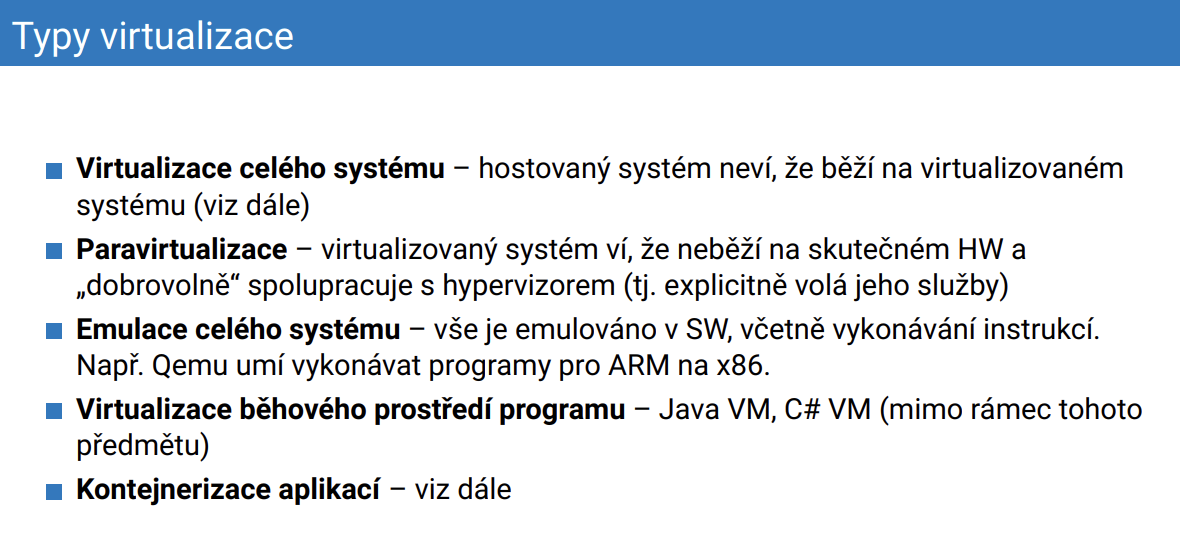 Typy virtualizace
Virtualizace celého systému – hostovaný systém neví, že běží na virtualizovaném
systému (viz dále)
Paravirtualizace – virtualizovaný systém ví, že neběží na skutečném HW a
„dobrovolně“ spolupracuje s hypervizorem (tj. explicitně volá jeho služby)
Emulace celého systému – vše je emulováno v SW, včetně vykonávání instrukcí.
Např. Qemu umí vykonávat programy pro ARM na x86.
Virtualizace běhového prostředí programu – Java VM, C# VM (mimo rámec tohoto
předmětu)
Kontejnerizace aplikací – viz dále